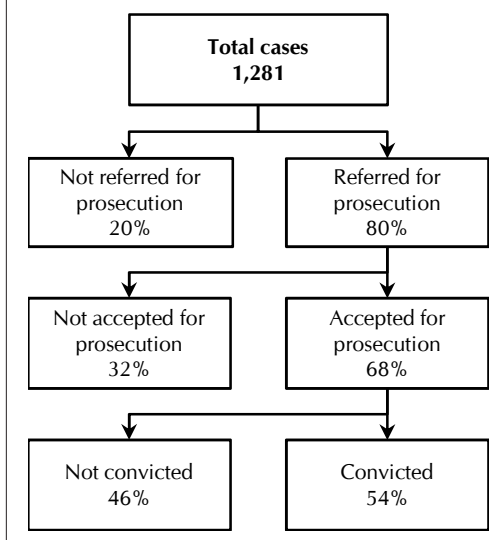 Total cases
1,281
Not referred for
prosecution
20%
Referred for
prosecution
80%
Not accepted for
prosecution
32%
Accepted for
prosecution
68%
Not convicted
46%
Convicted
54%